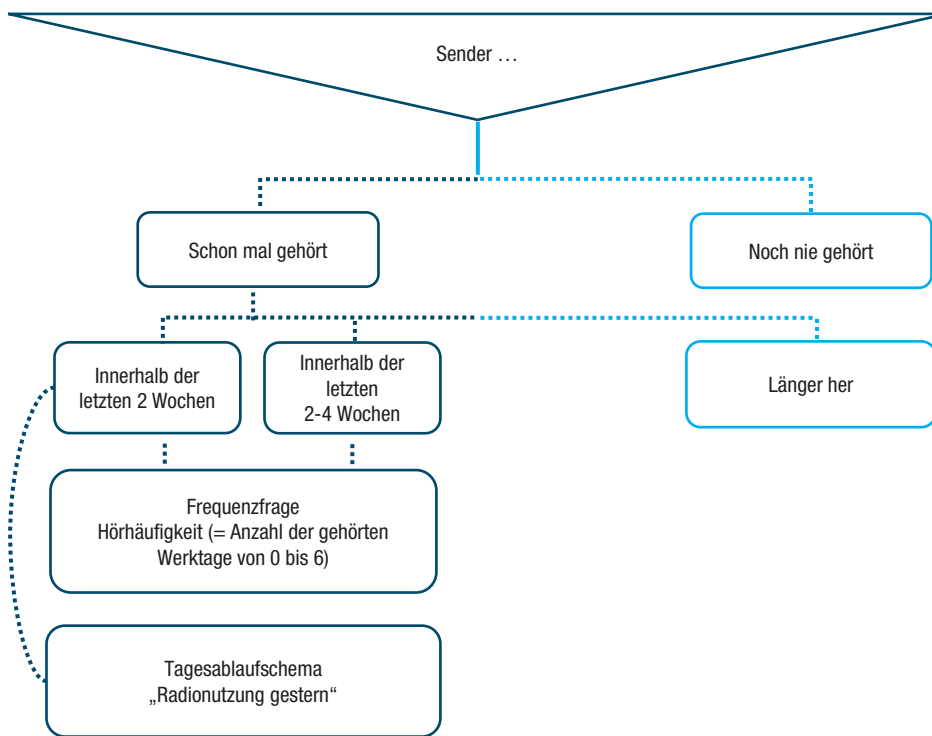 Sender …
Schon mal gehört
Noch nie gehört
Innerhalb der
letzten 2 Wochen
Innerhalb der
letzten
2-4 Wochen
Länger her
Frequenzfrage
Hörhäufigkeit (= Anzahl der gehörten
Werktage von 0 bis 6)
Tagesablaufschema
„Radionutzung gestern“